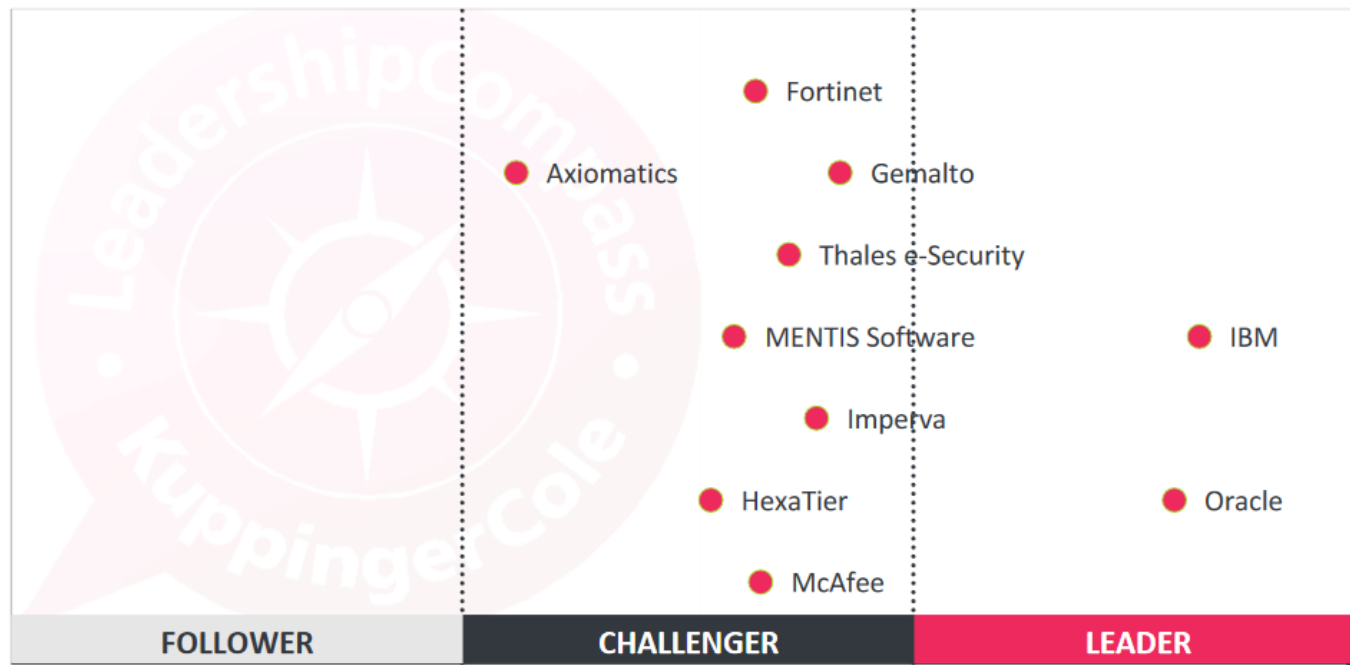 LeadershipCompass
KuppingerCole
Fortinet
Axiomatics
Gemalto
Thales e-Security
MENTIS Software
IBM
Imperva
HexaTier
Oracle
McAfee
FOLLOWER
CHALLENGER
LEADER